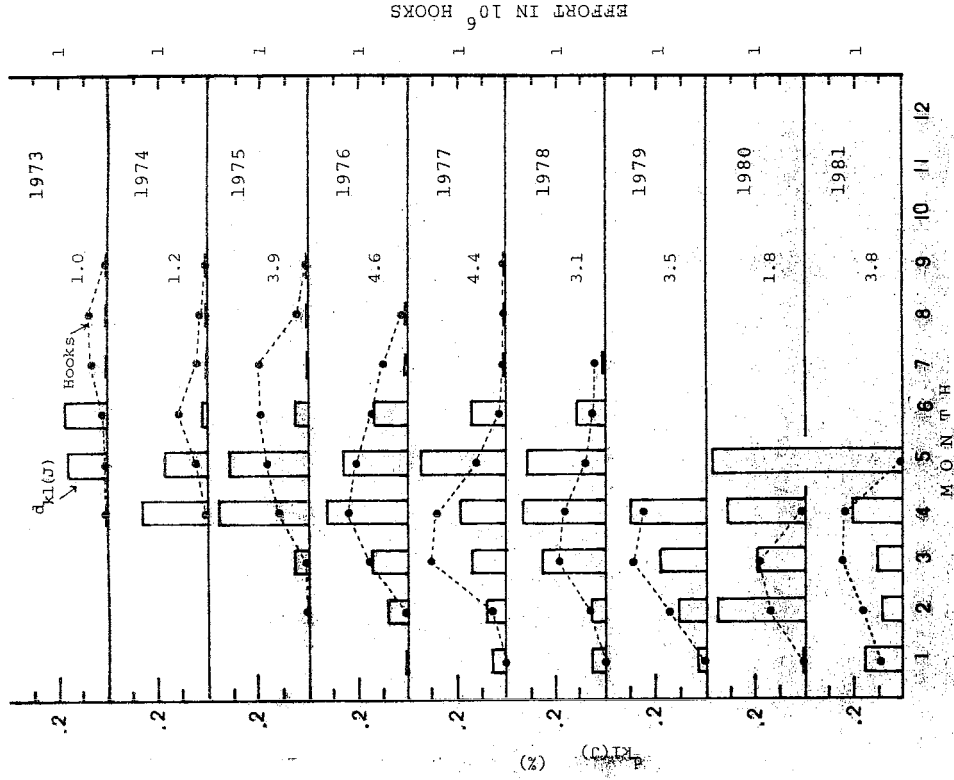 EFFORT IN 10⁶ HOOKS
1 1 1 1 1 1 1 1 1
1973
1.0
Hooks
d_kl(J)
1974
1.2
1975
3.9
1976
4.6
1977
4.4
1978
3.1
1979
3.5
1980
1.8
1981
3.8
.2 .2 .2 .2 .2 .2 .2 .2 .2
d_kl(J) (%)
1 2 3 4 5 6 7 8 9 10 11 12
MONTH